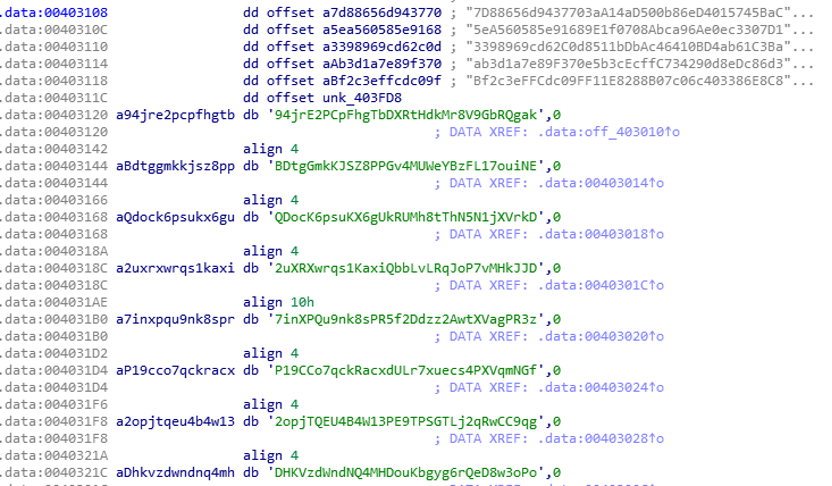 .data:00403108 dd offset a7d88656d943770 ; "7D88656d9437703aA14aD500b86eD4015745BaC"...
.data:0040310C dd offset a5ea560585e9168 ; "5eA560585e91689E1f0708Abca96Ae0ec3307D1"...
.data:00403110 dd offset a3398969cd62c0d ; "3398969cd62C0d8511bDbAc46410BD4ab61C3Ba"...
.data:00403114 dd offset aAb3d1a7e89f370 ; "ab3d1a7e89F370e5b3cEcffC734290d8eDc86d3"...
.data:00403118 dd offset aBf2c3effcdc09f ; "Bf2c3eFFCdc09FF11E8288B07c06c403386E8C8"...
.data:0040311C dd offset unk_403FD8
.data:00403120 a94jre2pcpfhgtb db '94jrE2PCpFhgTbDXRtHdkMr8V9GbRQgak',0
.data:00403120 ; DATA XREF: .data:off_403010↑o
.data:00403142 align 4
.data:00403144 aBdtggmkkjsz8pp db 'BDtgGmkKJSZ8PPGv4MUWeYBzFL17ouiNE',0
.data:00403144 ; DATA XREF: .data:00403014↑o
.data:00403166 align 4
.data:00403168 aQdock6psukx6gu db 'QDocK6psuKX6gUkRUMh8tThN5N1jXVrkD',0
.data:00403168 ; DATA XREF: .data:00403018↑o
.data:0040318A align 4
.data:0040318C a2uxrxwrqs1kaxi db '2uXRXwrqs1KaxiQbbLvLRqJoP7vMHkJJD',0
.data:0040318C ; DATA XREF: .data:0040301C↑o
.data:004031AE align 10h
.data:004031B0 a7inxpqu9nk8spr db '7inXPQu9nk8sPR5f2Ddzz2AwtXVagPR3z',0
.data:004031B0 ; DATA XREF: .data:00403020↑o
.data:004031D2 align 4
.data:004031D4 aP19cco7qckracx db 'P19CCo7qckRacxdULr7xuecs4PXVqmNGf',0
.data:004031D4 ; DATA XREF: .data:00403024↑o
.data:004031F6 align 4
.data:004031F8 a2opjtqeu4b4w13 db '2opjTQEU4B4W13PE9TPSGTLj2qRwCC9qg',0
.data:004031F8 ; DATA XREF: .data:00403028↑o
.data:0040321A align 4
.data:0040321C aDhkvzdwndnq4mh db 'DHKVzdWndNQ4MHDouKbgyg6rQeD8w3oPo',0